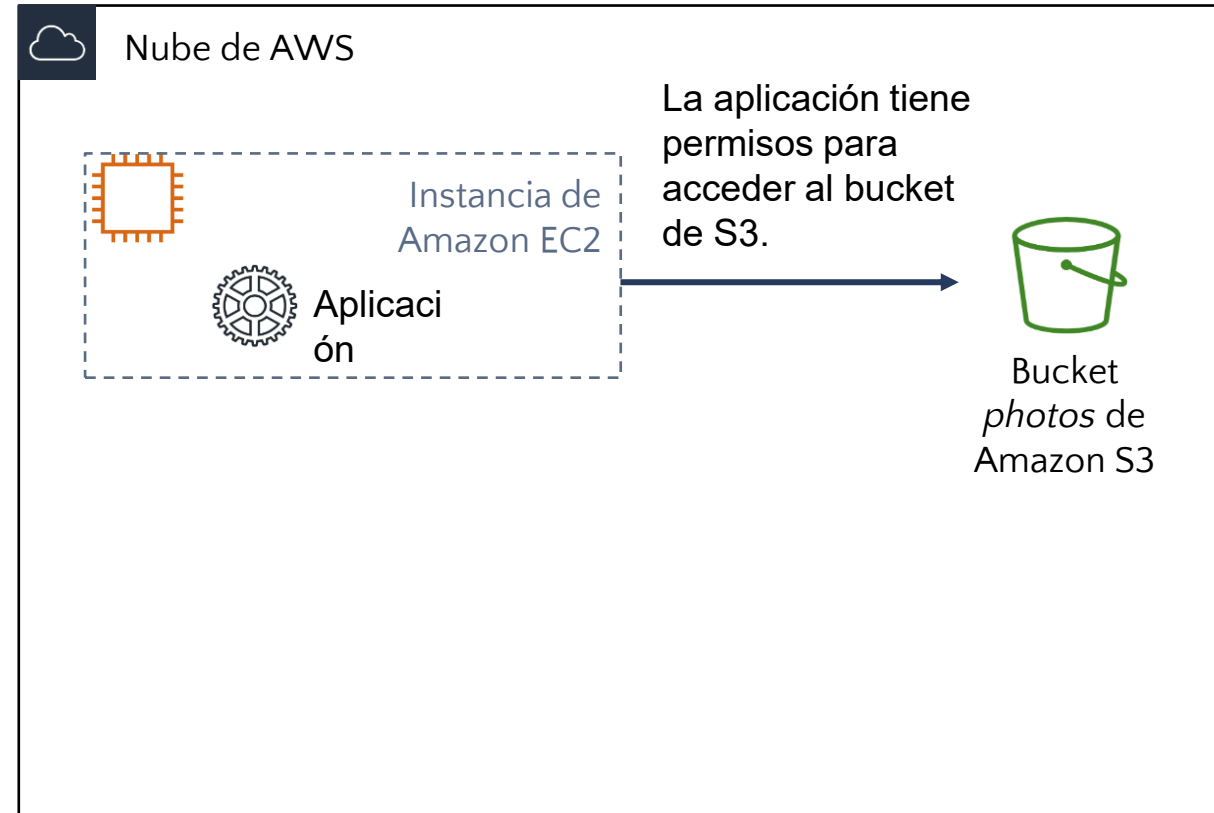 Nube de AWS
La aplicación tiene
permisos para
acceder al bucket
de S3.
Instancia de
Amazon EC2
Aplicaci
ón
Bucket
photos de
Amazon S3